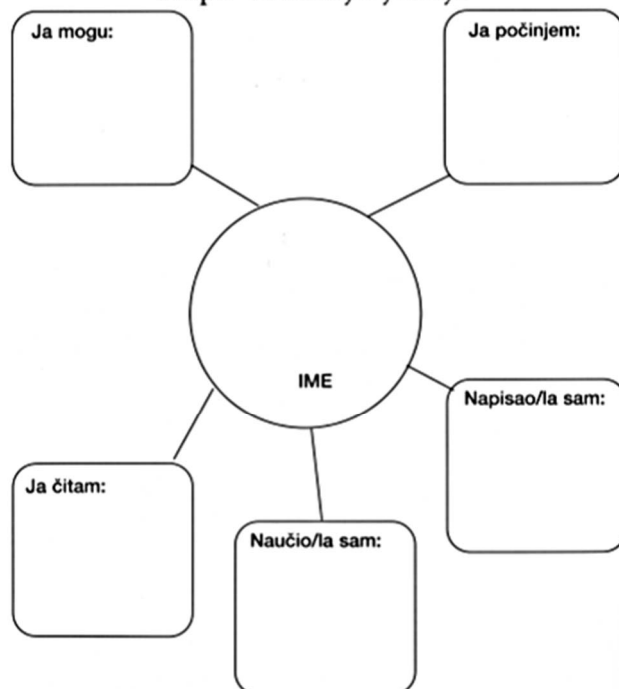 Ja mogu:
Ja počinjem:
IME
Napisao/la sam:
Ja čitam:
Naučio/la sam: